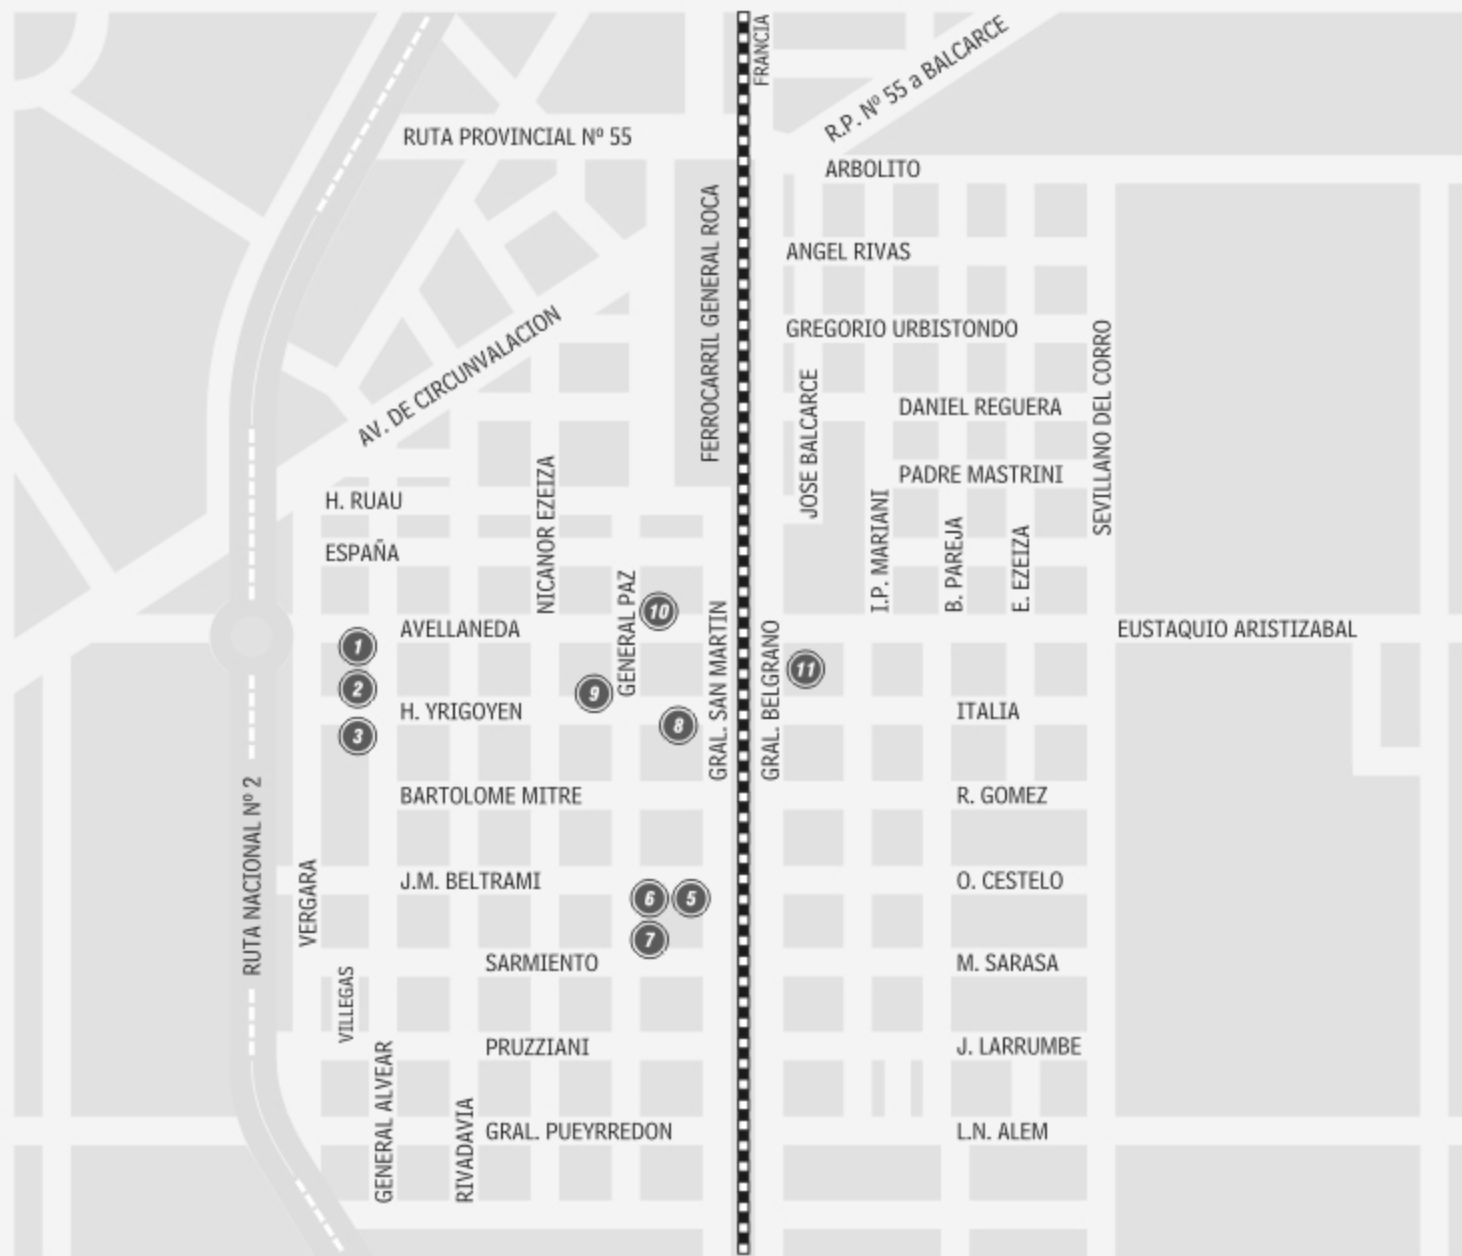 FRANCIA
R.P. Nº 55 a BALCARCE
RUTA PROVINCIAL Nº 55
ARBOLITO
FERROCARRIL GENERAL ROCA
ANGEL RIVAS
GREGORIO URBISTONDO
AV. DE CIRCUNVALACION
SEVILLANO DEL CORRO
JOSE BALCARCE
DANIEL REGUERA
PADRE MASTRINI
NICANOR EZEIZA
H. RUAU
I.P. MARIANI
B. PAREJA
E. EZEIZA
ESPAÑA
GENERAL PAZ
10
GRAL. SAN MARTIN
GRAL. BELGRANO
AVELLANEDA
EUSTAQUIO ARISTIZABAL
1
11
2
9
H. YRIGOYEN
8
ITALIA
3
RUTA NACIONAL Nº 2
BARTOLOME MITRE
R. GOMEZ
VERGARA
J.M. BELTRAMI
O. CESTELO
6
5
7
SARMIENTO
M. SARASA
VILLEGAS
PRUZZIANI
J. LARRUMBE
GENERAL ALVEAR
RIVADAVIA
GRAL. PUEYRREDON
L.N. ALEM